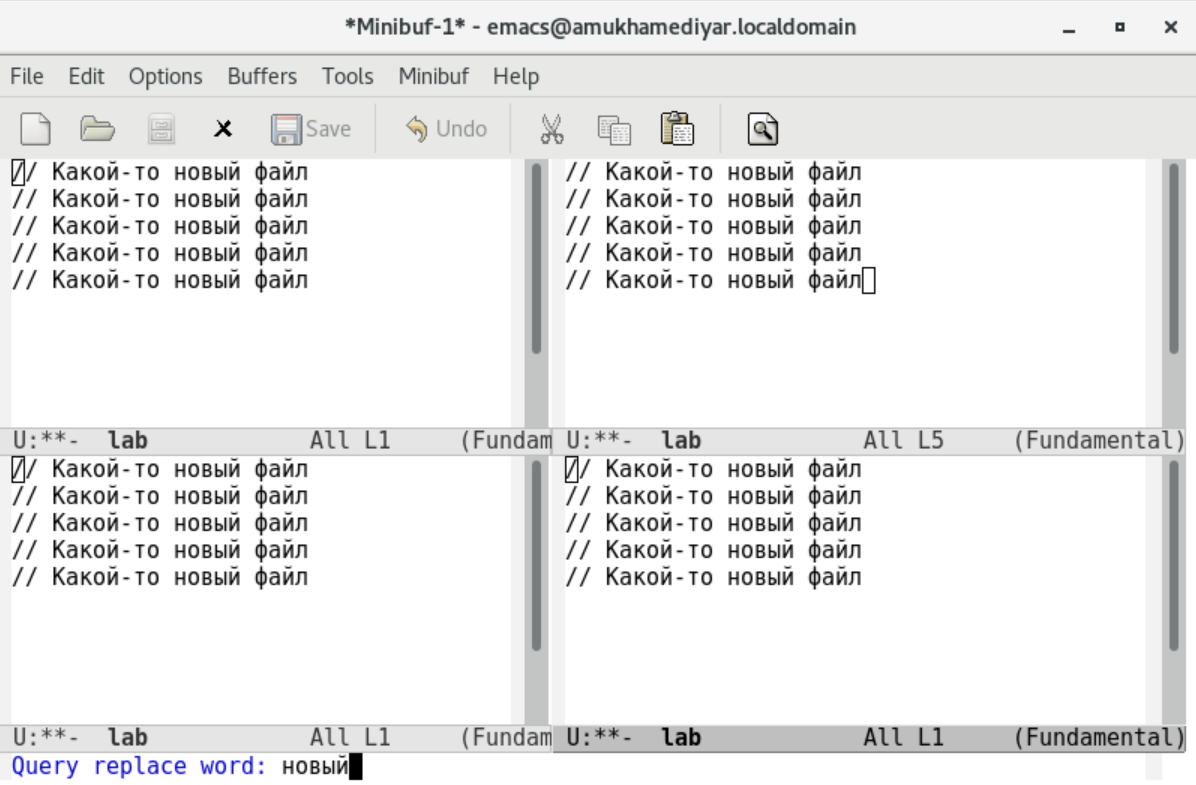 *Minibuf-1* - emacs@amukhamediyar.localdomain
File Edit Options Buffers Tools Minibuf Help
Save Undo
// Какой-то новый файл
// Какой-то новый файл
// Какой-то новый файл
// Какой-то новый файл
// Какой-то новый файл
U:**- lab All L1 (Fundam
// Какой-то новый файл
// Какой-то новый файл
// Какой-то новый файл
// Какой-то новый файл
// Какой-то новый файл
U:**- lab All L5 (Fundamental)
// Какой-то новый файл
// Какой-то новый файл
// Какой-то новый файл
// Какой-то новый файл
// Какой-то новый файл
U:**- lab All L1 (Fundam
// Какой-то новый файл
// Какой-то новый файл
// Какой-то новый файл
// Какой-то новый файл
// Какой-то новый файл
U:**- lab All L1 (Fundamental)
Query replace word: новый